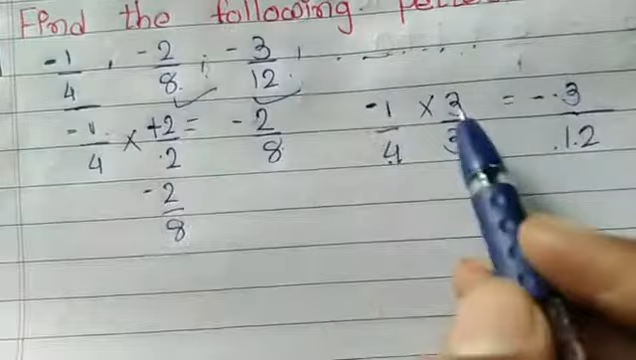 Find the following
-1/4, -2/8, -3/12, ..........
-1/4 × +2/2 = -2/8
-2/8
-1/4 × 3/3 = -3/12